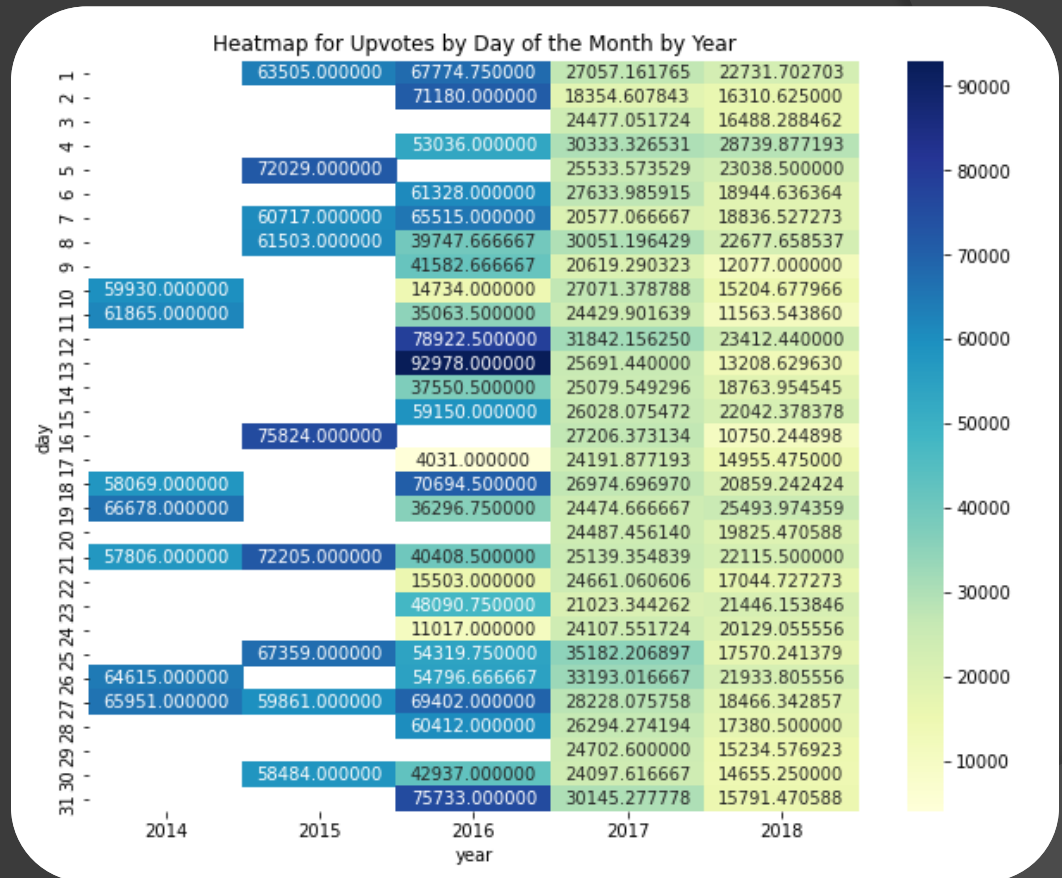 Heatmap for Upvotes by Day of the Month by Year
1 63505.000000 67774.750000 27057.161765 22731.702703
2 71180.000000 18354.607843 16310.625000
3 24477.051724 16488.288462
4 53036.000000 30333.326531 28739.877193
5 72029.000000 25533.573529 23038.500000
6 61328.000000 27633.985915 18944.636364
7 60717.000000 65515.000000 20577.066667 18836.527273
8 61503.000000 39747.666667 30051.196429 22677.658537
9 41582.666667 20619.290323 12077.000000
10 59930.000000 14734.000000 27071.378788 15204.677966
11 61865.000000 35063.500000 24429.901639 11563.543860
12 78922.500000 31842.156250 23412.440000
13 92978.000000 25691.440000 13208.629630
14 37550.500000 25079.549296 18763.954545
15 59150.000000 26028.075472 22042.378378
16 75824.000000 27206.373134 10750.244898
17 4031.000000 24191.877193 14955.475000
18 58069.000000 70694.500000 26974.696970 20859.242424
19 66678.000000 36296.750000 24474.666667 25493.974359
20 24487.456140 19825.470588
21 57806.000000 72205.000000 40408.500000 25139.354839 22115.500000
22 15503.000000 24661.060606 17044.727273
23 48090.750000 21023.344262 21446.153846
24 11017.000000 24107.551724 20129.055556
25 67359.000000 54319.750000 35182.206897 17570.241379
26 64615.000000 54796.666667 33193.016667 21933.805556
27 65951.000000 59861.000000 69402.000000 28228.075758 18466.342857
28 60412.000000 26294.274194 17380.500000
29 24702.600000 15234.576923
30 58484.000000 42937.000000 24097.616667 14655.250000
31 75733.000000 30145.277778 15791.470588
day
2014 2015 2016 2017 2018
year
90000
80000
70000
60000
50000
40000
30000
20000
10000